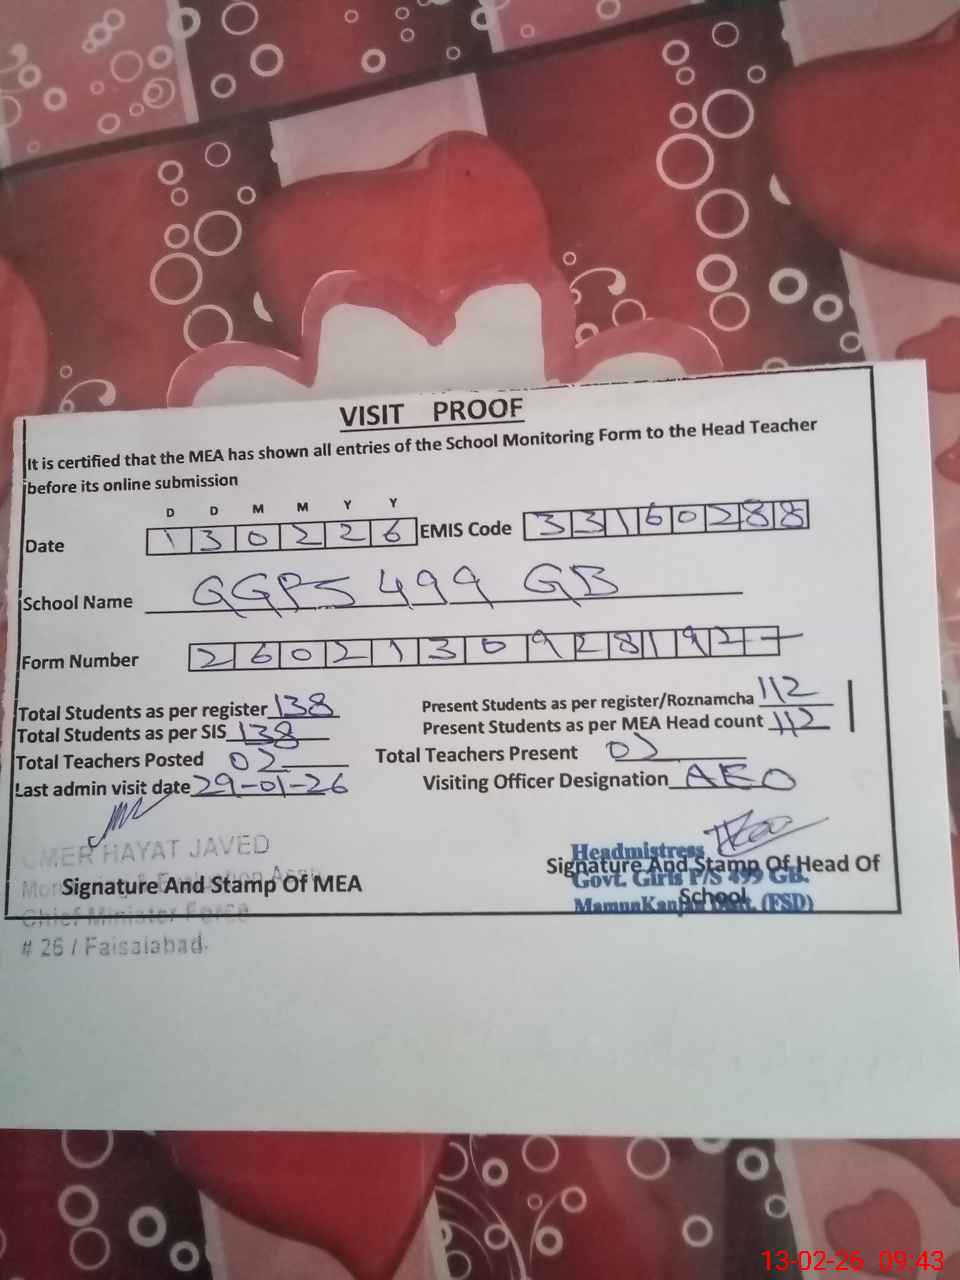 VISIT PROOF
It is certified that the MEA has shown all entries of the School Monitoring Form to the Head Teacher
before its online submission
D D M M Y Y
Date 1 3 0 2 2 6 EMIS Code 3 3 1 6 0 2 8 8
School Name GGPS 499 GB
Form Number 2 6 0 2 1 3 0 9 2 8 1 9 2
Total Students as per register 138 Present Students as per register/Roznamcha 112
Total Students as per SIS 138 Present Students as per MEA Head count 112
Total Teachers Posted 02 Total Teachers Present 02
Last admin visit date 29-01-26 Visiting Officer Designation AEO
OMER HAYAT JAVED
Signature And Stamp Of MEA
Chief Minister Force
# 26 / Faisalabad.
Headmistress
Signature And Stamp Of Head Of
Govt. Girls P/S 499 GB.
School
(FSD)
13-02-26 09:43